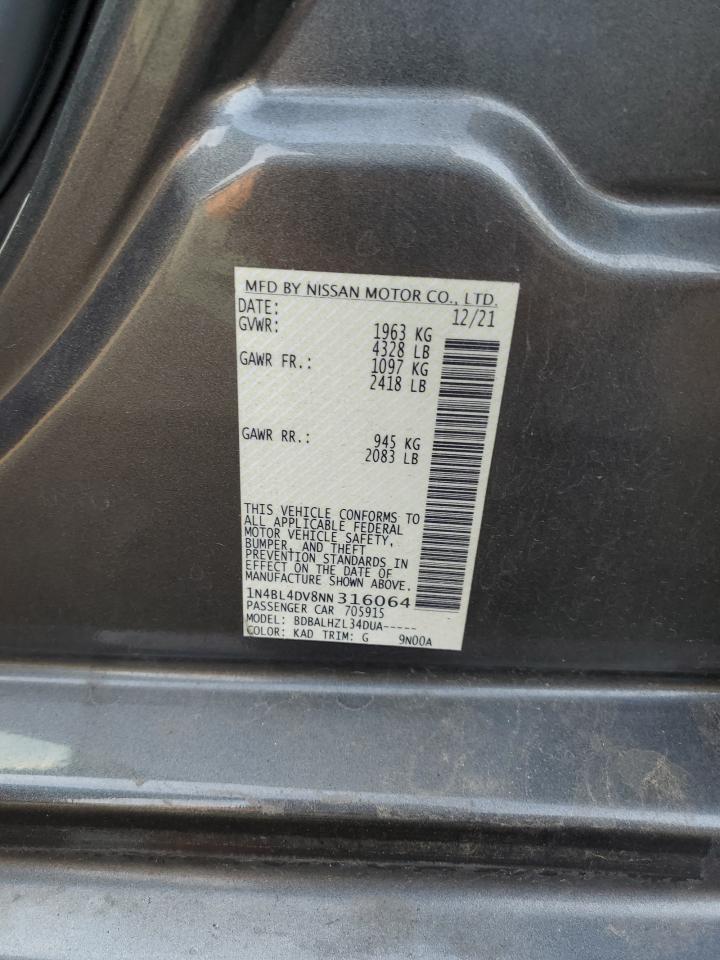 MFD BY NISSAN MOTOR CO., LTD.
DATE: 12/21
GVWR: 1963 KG
4328 LB
GAWR FR.: 1097 KG
2418 LB
GAWR RR.: 945 KG
2083 LB
THIS VEHICLE CONFORMS TO
ALL APPLICABLE FEDERAL
MOTOR VEHICLE SAFETY,
BUMPER, AND THEFT
PREVENTION STANDARDS IN
EFFECT ON THE DATE OF
MANUFACTURE SHOWN ABOVE.
1N4BL4DV8NN316064
PASSENGER CAR 705915
MODEL: BDBALHZL34DUA-----
COLOR: KAD TRIM: G 9N00A